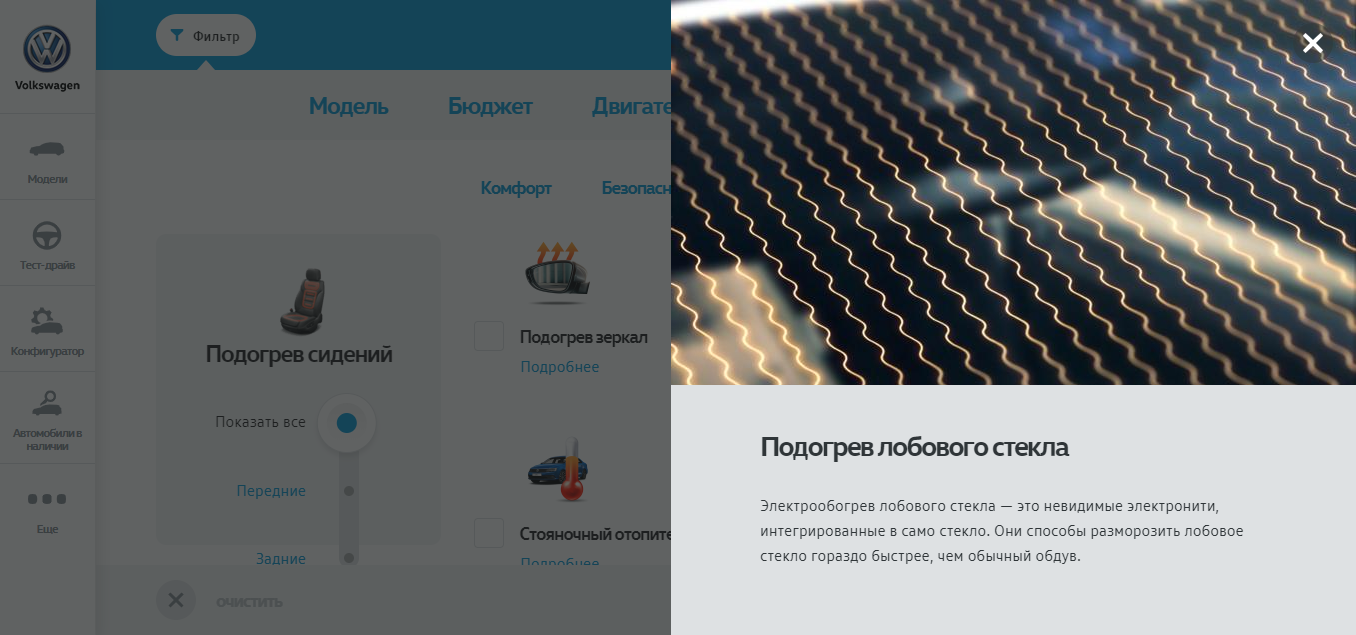 Volkswagen
Модели
Тест-драйв
Конфигуратор
Автомобили в
наличии
Еще
Фильтр
Модель
Бюджет
Двигате
Комфорт
Безопасн
Подогрев сидений
Показать все
Передние
Задние
Подогрев зеркал
Подробнее
Стояночный отопите
Подробнее
ОЧИСТИТЬ
Подогрев лобового стекла
Электрообогрев лобового стекла — это невидимые электронити,
интегрированные в само стекло. Они способы разморозить лобовое
стекло гораздо быстрее, чем обычный обдув.